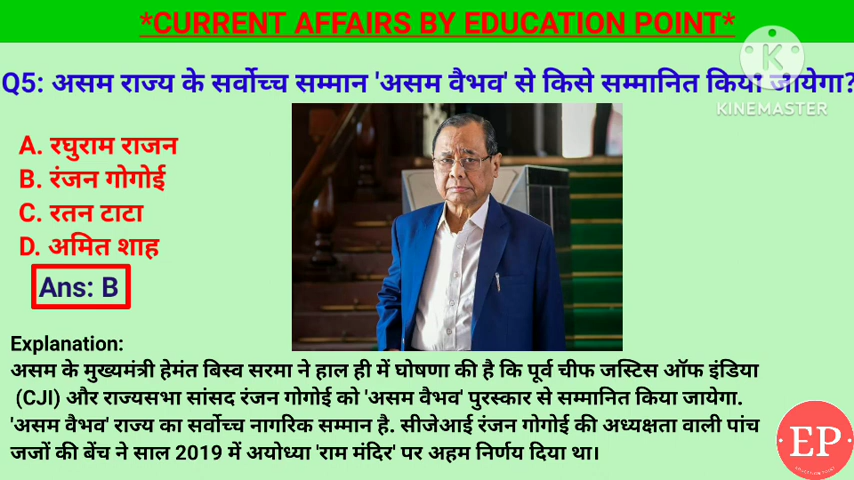 *CURRENT AFFAIRS BY EDUCATION POINT*
Q5: असम राज्य के सर्वोच्च सम्मान 'असम वैभव' से किसे सम्मानित किया जायेगा?
KINEMASTER
A. रघुराम राजन
B. रंजन गोगोई
C. रतन टाटा
D. अमित शाह
Ans: B
Explanation:
असम के मुख्यमंत्री हेमंत बिस्व सरमा ने हाल ही में घोषणा की है कि पूर्व चीफ जस्टिस ऑफ इंडिया
(CJI) और राज्यसभा सांसद रंजन गोगोई को 'असम वैभव' पुरस्कार से सम्मानित किया जायेगा.
'असम वैभव' राज्य का सर्वोच्च नागरिक सम्मान है. सीजेआई रंजन गोगोई की अध्यक्षता वाली पांच
जजों की बेंच ने साल 2019 में अयोध्या 'राम मंदिर' पर अहम निर्णय दिया था।
EP